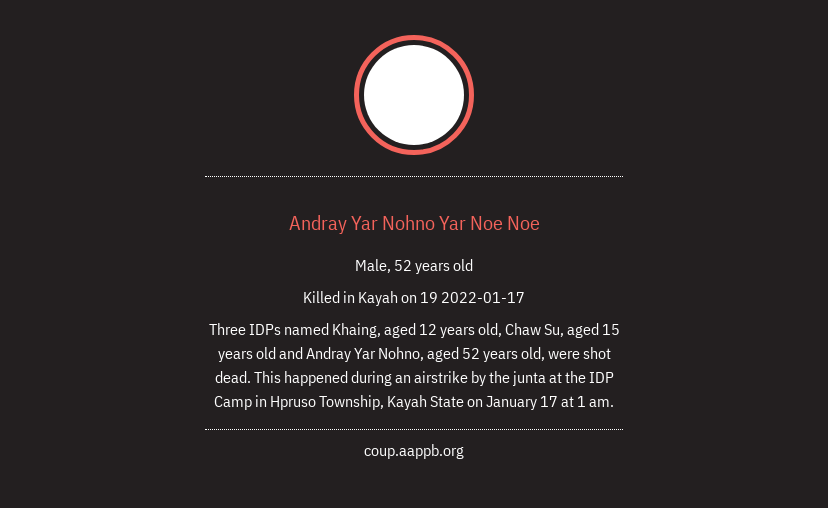 Andray Yar Nohno Yar Noe Noe
Male, 52 years old
Killed in Kayah on 19 2022-01-17
Three IDPs named Khaing, aged 12 years old, Chaw Su, aged 15
years old and Andray Yar Nohno, aged 52 years old, were shot
dead. This happened during an airstrike by the junta at the IDP
Camp in Hpruso Township, Kayah State on January 17 at 1 am.
coup.aappb.org